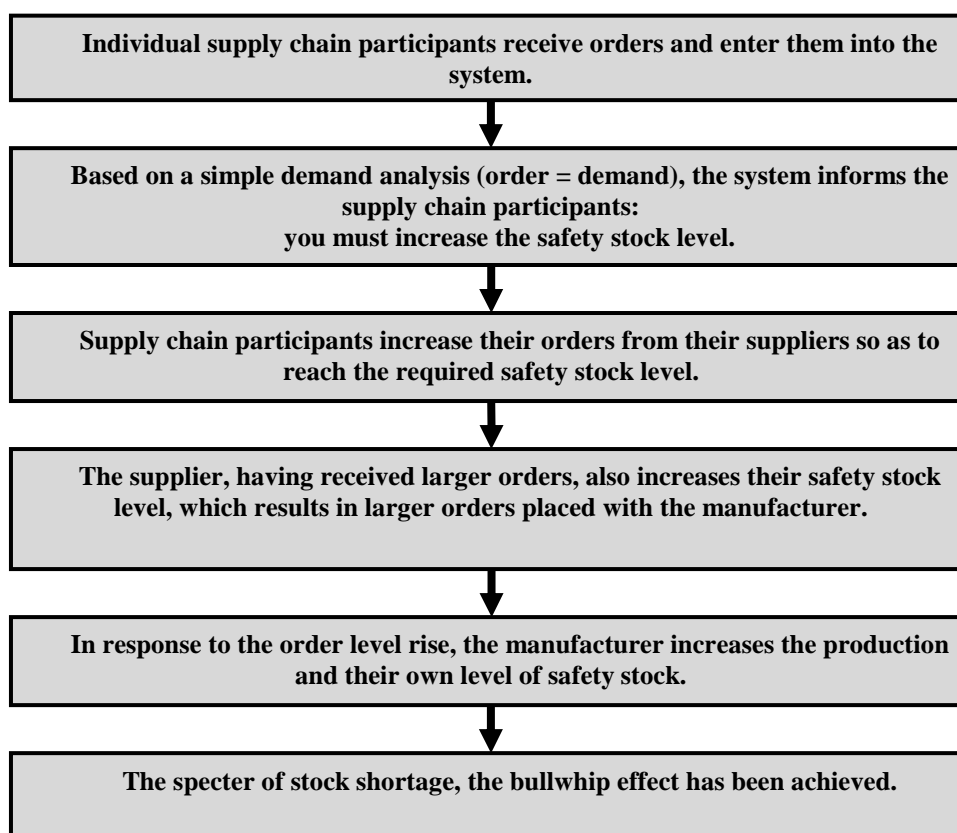 Individual supply chain participants receive orders and enter them into the
system.
Based on a simple demand analysis (order = demand), the system informs the
supply chain participants:
you must increase the safety stock level.
Supply chain participants increase their orders from their suppliers so as to
reach the required safety stock level.
The supplier, having received larger orders, also increases their safety stock
level, which results in larger orders placed with the manufacturer.
In response to the order level rise, the manufacturer increases the production
and their own level of safety stock.
The specter of stock shortage, the bullwhip effect has been achieved.